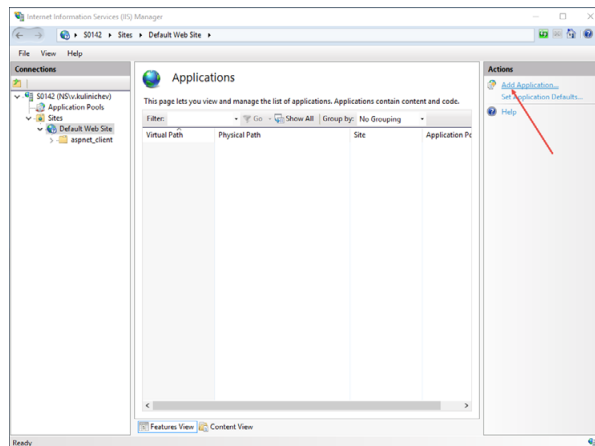 Internet Information Services (IIS) Manager
S0142 ▸ Sites ▸ Default Web Site ▸
File View Help
Connections
S0142 (NS\v.kulinichev)
Application Pools
Sites
Default Web Site
aspnet_client
Applications
This page lets you view and manage the list of applications. Applications contain content and code.
Filter: Go Show All Group by: No Grouping
Virtual Path Physical Path Site Application Po
Features View Content View
Actions
Add Application...
Set Application Defaults...
Help
Ready